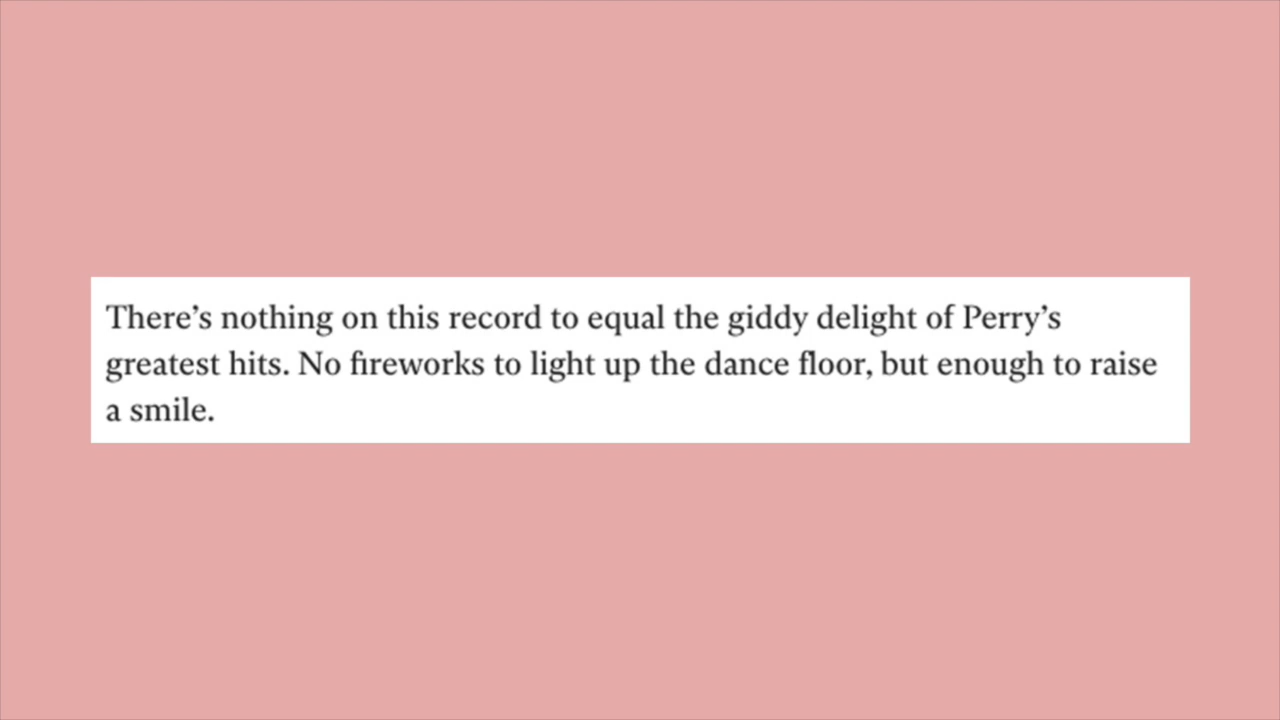 There’s nothing on this record to equal the giddy delight of Perry’s
greatest hits. No fireworks to light up the dance floor, but enough to raise
a smile.